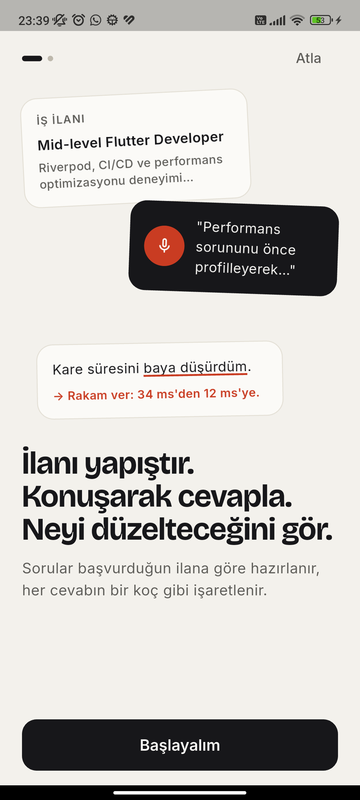 23:39
53
Atla
İŞ İLANI
Mid-level Flutter Developer
Riverpod, CI/CD ve performans
optimizasyonu deneyimi...
"Performans
sorununu önce
profilleyerek..."
Kare süresini baya düşürdüm.
→ Rakam ver: 34 ms'den 12 ms'ye.
İlanı yapıştır.
Konuşarak cevapla.
Neyi düzelteceğini gör.
Sorular başvurduğun ilana göre hazırlanır,
her cevabın bir koç gibi işaretlenir.
Başlayalım